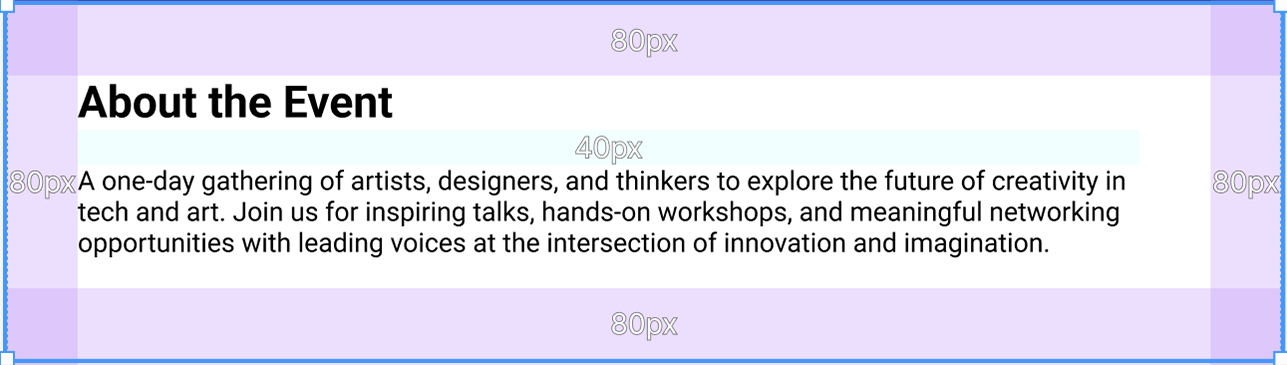 80px
About the Event
40px
80px
80px
A one-day gathering of artists, designers, and thinkers to explore the future of creativity in
tech and art. Join us for inspiring talks, hands-on workshops, and meaningful networking
opportunities with leading voices at the intersection of innovation and imagination.
80px